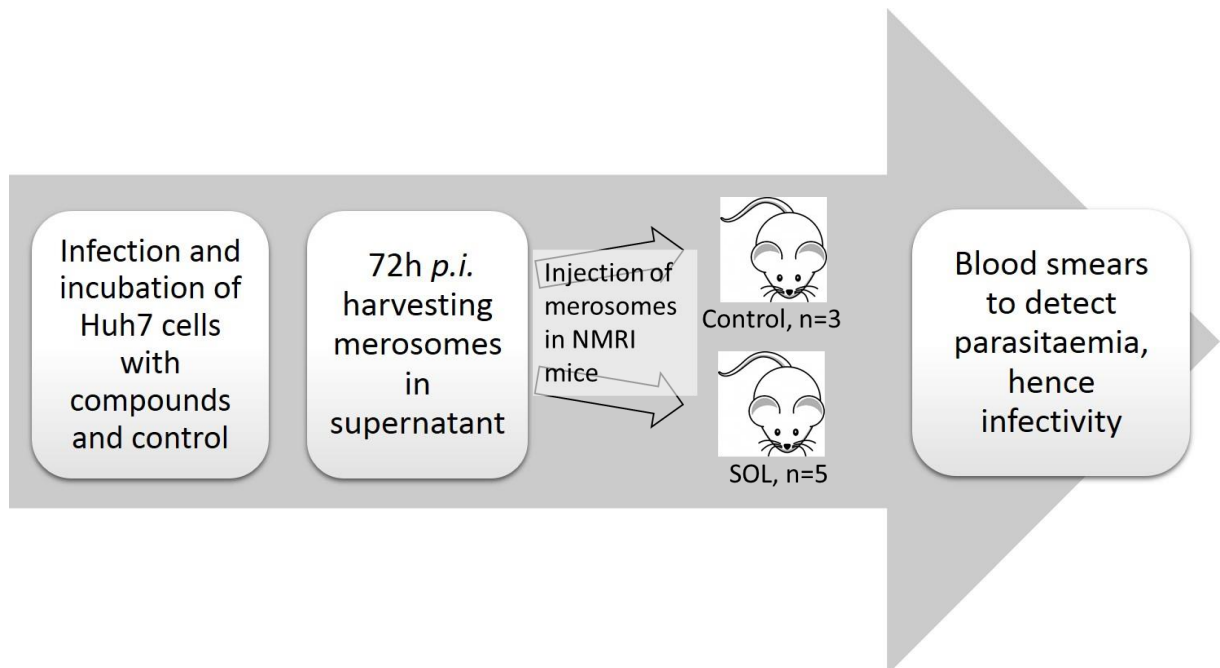 Infection and
incubation of
Huh7 cells
with
compounds
and control
72h p.i.
harvesting
merosomes
in
supernatant
Injection of
merosomes
in NMRI
mice
Control, n=3
SOL, n=5
Blood smears
to detect
parasitaemia,
hence
infectivity